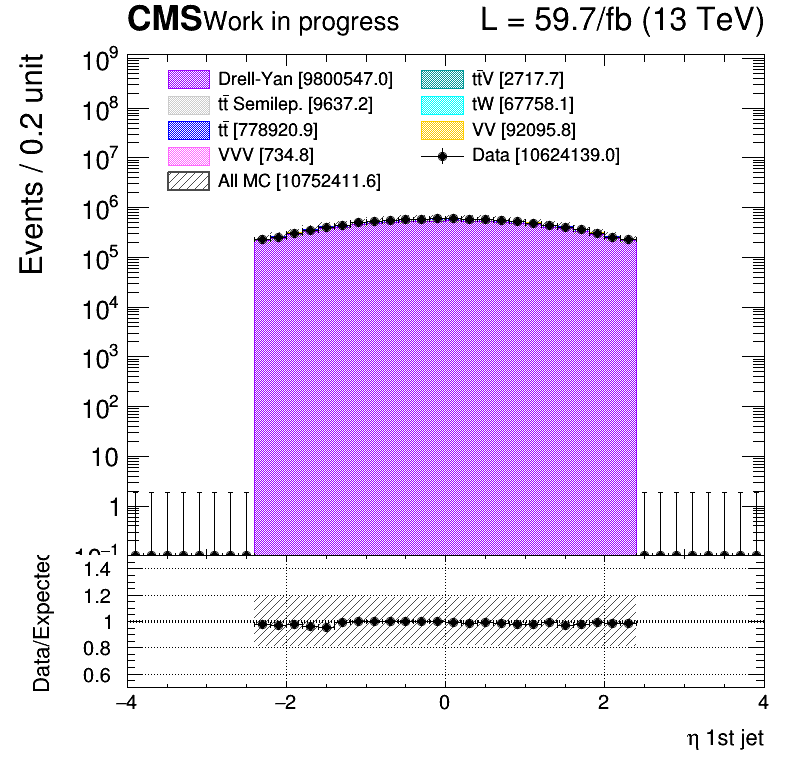 CMS Work in progress L = 59.7/fb (13 TeV)
Events / 0.2 unit
10⁹
10⁸
10⁷
10⁶
10⁵
10⁴
10³
10²
10
1
10⁻¹
Drell-Yan [9800547.0]
tt̄ Semilep. [9637.2]
tt̄ [778920.9]
VVV [734.8]
All MC [10752411.6]
tt̄V [2717.7]
tW [67758.1]
VV [92095.8]
Data [10624139.0]
Data/Expected
1.4
1.2
1
0.8
0.6
−4 −2 0 2 4
η 1st jet